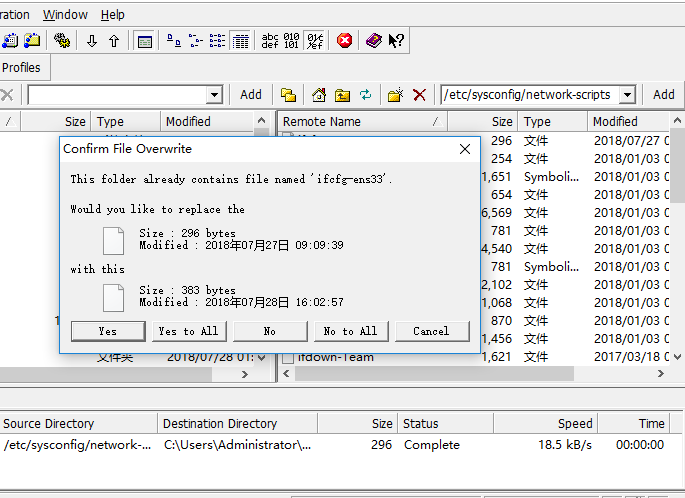 ration Window Help
abc def 010 101 01¢ %ef
Profiles
Add /etc/sysconfig/network-scripts Add
/ Size Type Modified
Remote Name / Size Type Modified
296 文件 2018/07/27 0
254 文件 2018/01/03 0
1,651 Symboli... 2018/01/03 0
654 文件 2018/01/03 0
6,569 文件 2018/01/03 0
781 文件 2018/01/03 0
4,540 文件 2018/01/03 0
781 Symboli... 2018/01/03 0
2,102 文件 2018/01/03 0
1,068 文件 2018/01/03 0
870 文件 2018/01/03 0
1,456 文件 2018/01/03 0
ifdown-Team 1,621 文件 2017/03/18 0
Confirm File Overwrite
This folder already contains file named 'ifcfg-ens33'.
Would you like to replace the
Size : 296 bytes
Modified : 2018年07月27日 09:09:39
with this
Size : 383 bytes
Modified : 2018年07月28日 16:02:57
Yes Yes to All No No to All Cancel
1
文件夹 2018/07/28 01:
Source Directory Destination Directory Size Status Speed Time
/etc/sysconfig/network-... C:\Users\Administrator\... 296 Complete 18.5 kB/s 00:00:00